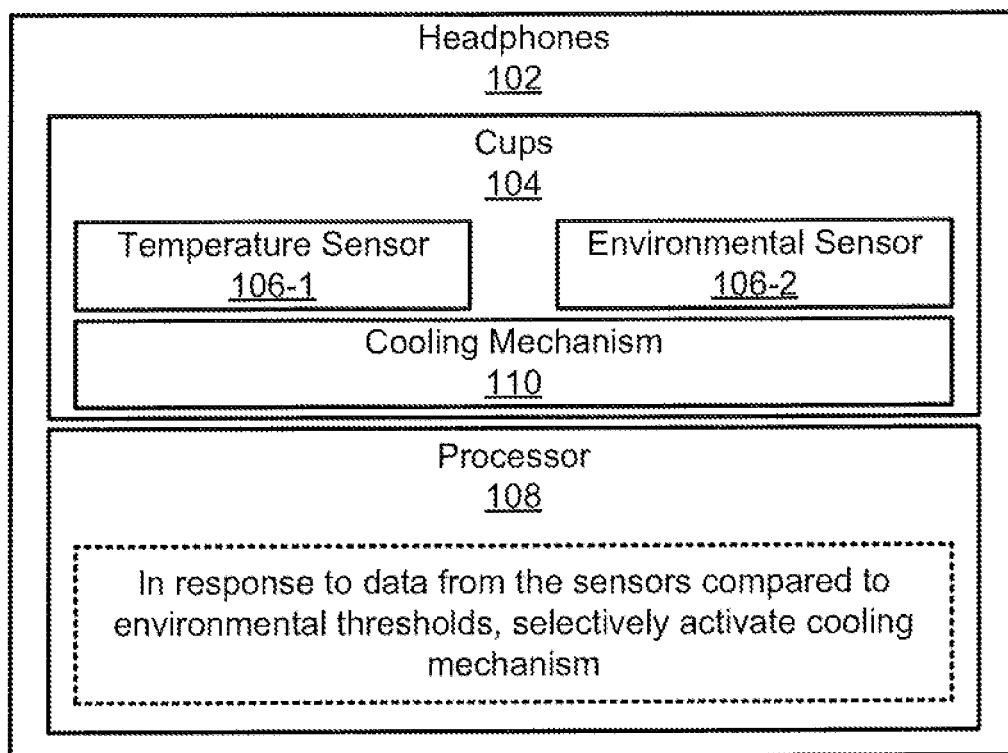 Headphones
102
Cups
104
Temperature Sensor
106-1
Environmental Sensor
106-2
Cooling Mechanism
110
Processor
108
In response to data from the sensors compared to
environmental thresholds, selectively activate cooling
mechanism